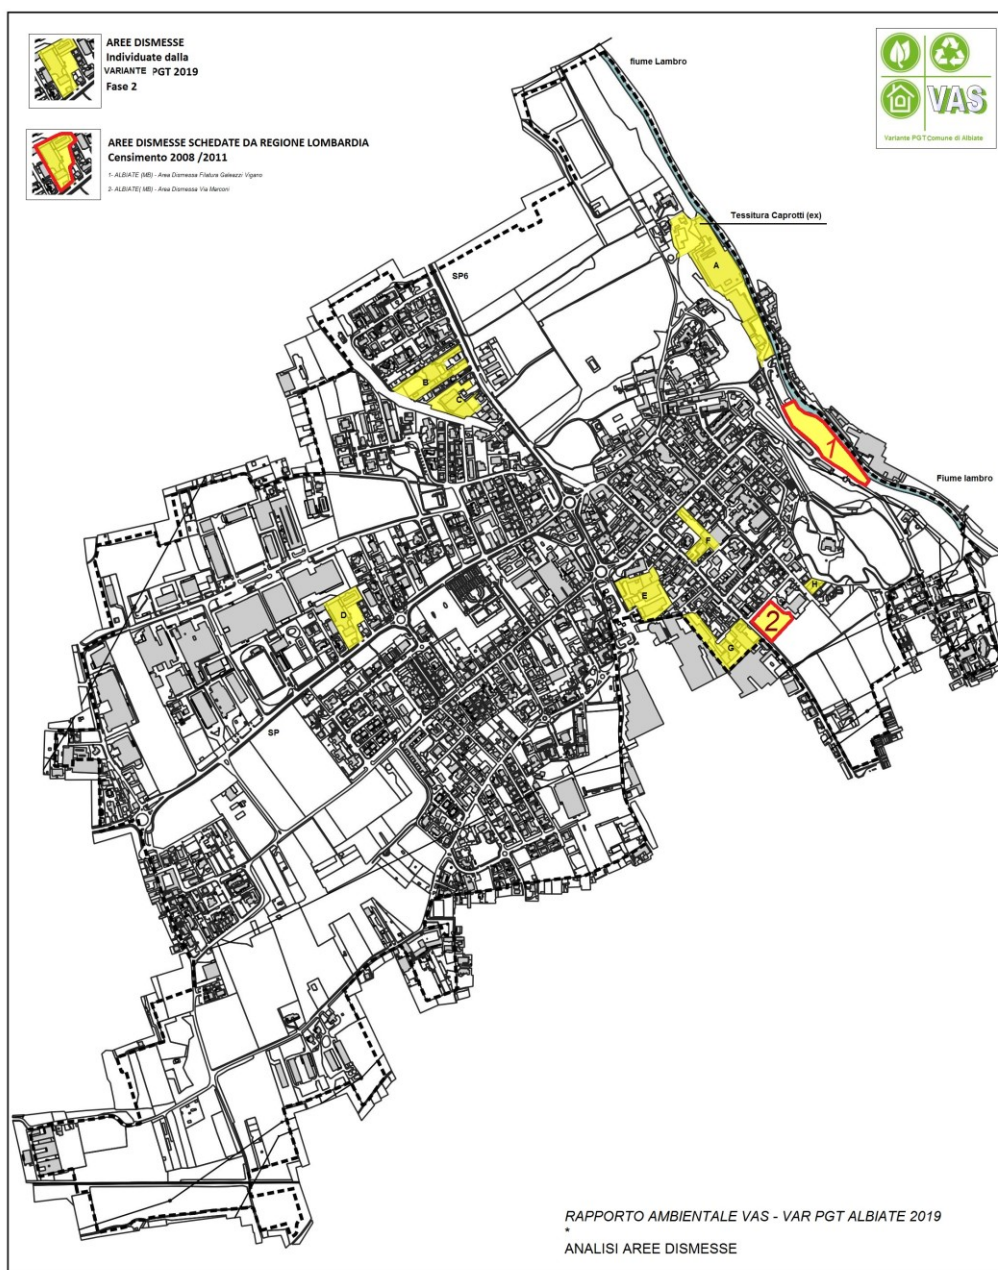 AREE DISMESSE
Individuate dalla
VARIANTE PGT 2019
Fase 2
AREE DISMESSE SCHEDATE DA REGIONE LOMBARDIA
Censimento 2008 /2011
1- ALBIATE (MB) - Area Dismessa Filatura Galeazzi Vigano
2- ALBIATE( MB) - Area Dismessa Via Marconi
VAS
Variante PGT Comune di Albiate
fiume Lambro
Tessitura Caprotti (ex)
A
SP6
B
C
1
Fiume lambro
F
H
E
D
2
G
SP
RAPPORTO AMBIENTALE VAS - VAR PGT ALBIATE 2019
*
ANALISI AREE DISMESSE